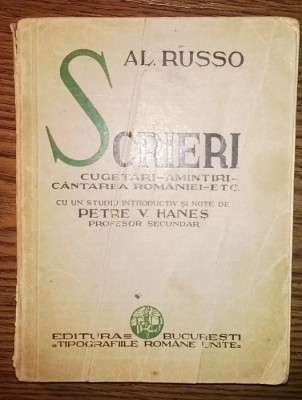 AL. RUSSO
SCRIERI
CUGETĂRI-AMINTIRI-
CÂNTAREA ROMÂNIEI-ETC.
CU UN STUDIU INTRODUCTIV ȘI NOTE DE
PETRE V. HANEȘ
PROFESOR SECUNDAR
EDITURA BUCUREȘTI
"TIPOGRAFIILE ROMÂNE UNITE"